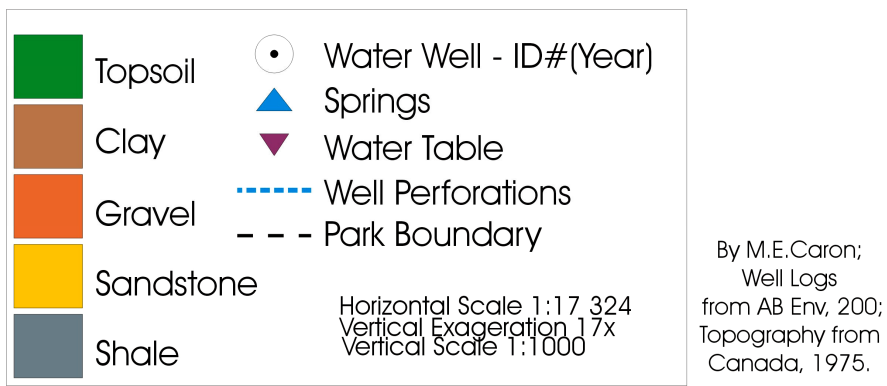 Topsoil
Clay
Gravel
Sandstone
Shale
Water Well - ID#(Year)
Springs
Water Table
Well Perforations
Park Boundary
Horizontal Scale 1:17 324
Vertical Exageration 17x
Vertical Scale 1:1000
By M.E.Caron;
Well Logs
from AB Env, 200;
Topography from
Canada, 1975.